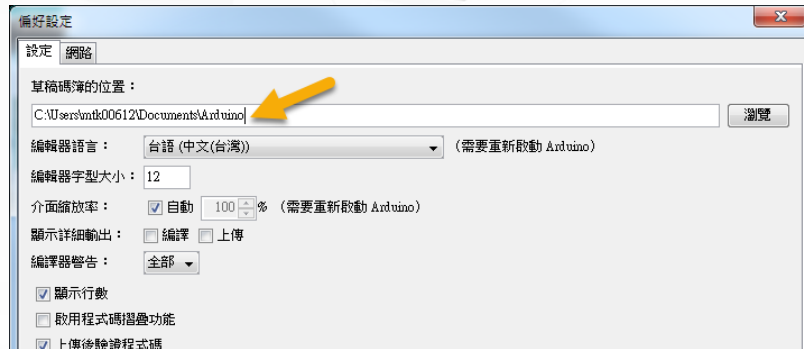 偏好設定
設定 網路
草稿碼簿的位置：
C:\Users\mtk00612\Documents\Arduino 瀏覽
編輯器語言： 台語 (中文(台灣)) (需要重新啟動 Arduino)
編輯器字型大小： 12
介面縮放率： 自動 100 % (需要重新啟動 Arduino)
顯示詳細輸出： 編譯 上傳
編譯器警告： 全部
顯示行數
啟用程式碼摺疊功能
上傳後驗證程式碼